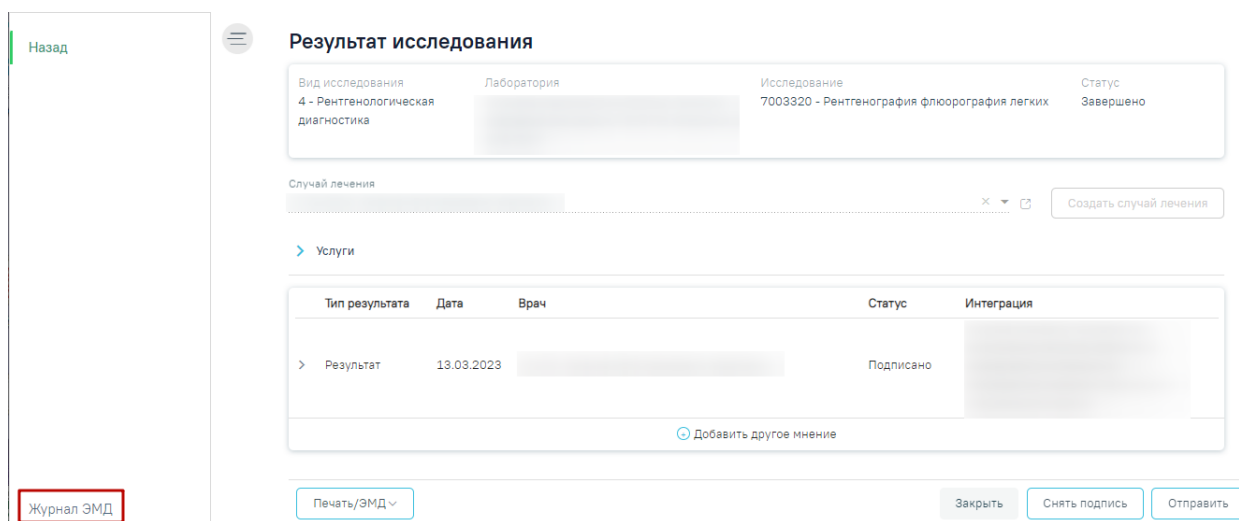 Назад
Результат исследования
Вид исследования Лаборатория Исследование Статус
4 - Рентгенологическая 7003320 - Рентгенография флюорография легких Завершено
диагностика
Случай лечения
Создать случай лечения
Услуги
Тип результата Дата Врач Статус Интеграция
Результат 13.03.2023 Подписано
Добавить другое мнение
Журнал ЭМД Печать/ЭМД Закрыть Снять подпись Отправить